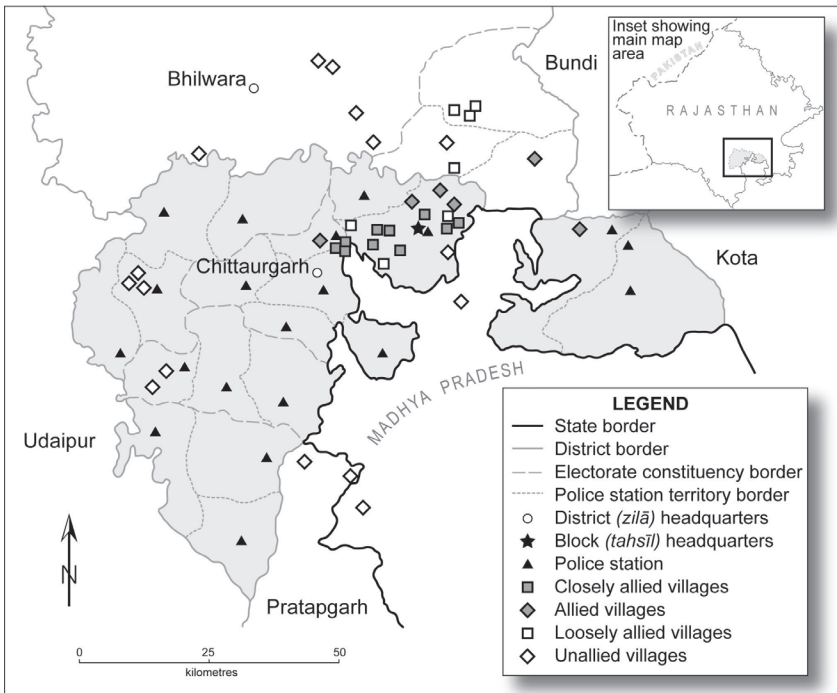 Inset showing
main map
area
PAKISTAN
RAJASTHAN
Bhilwara
Bundi
Chittaurgarh
Kota
MADHYA PRADESH
Udaipur
N
Pratapgarh
0 25 50
kilometres
LEGEND
State border
District border
Electorate constituency border
Police station territory border
District (zilā) headquarters
Block (tahsīl) headquarters
Police station
Closely allied villages
Allied villages
Loosely allied villages
Unallied villages